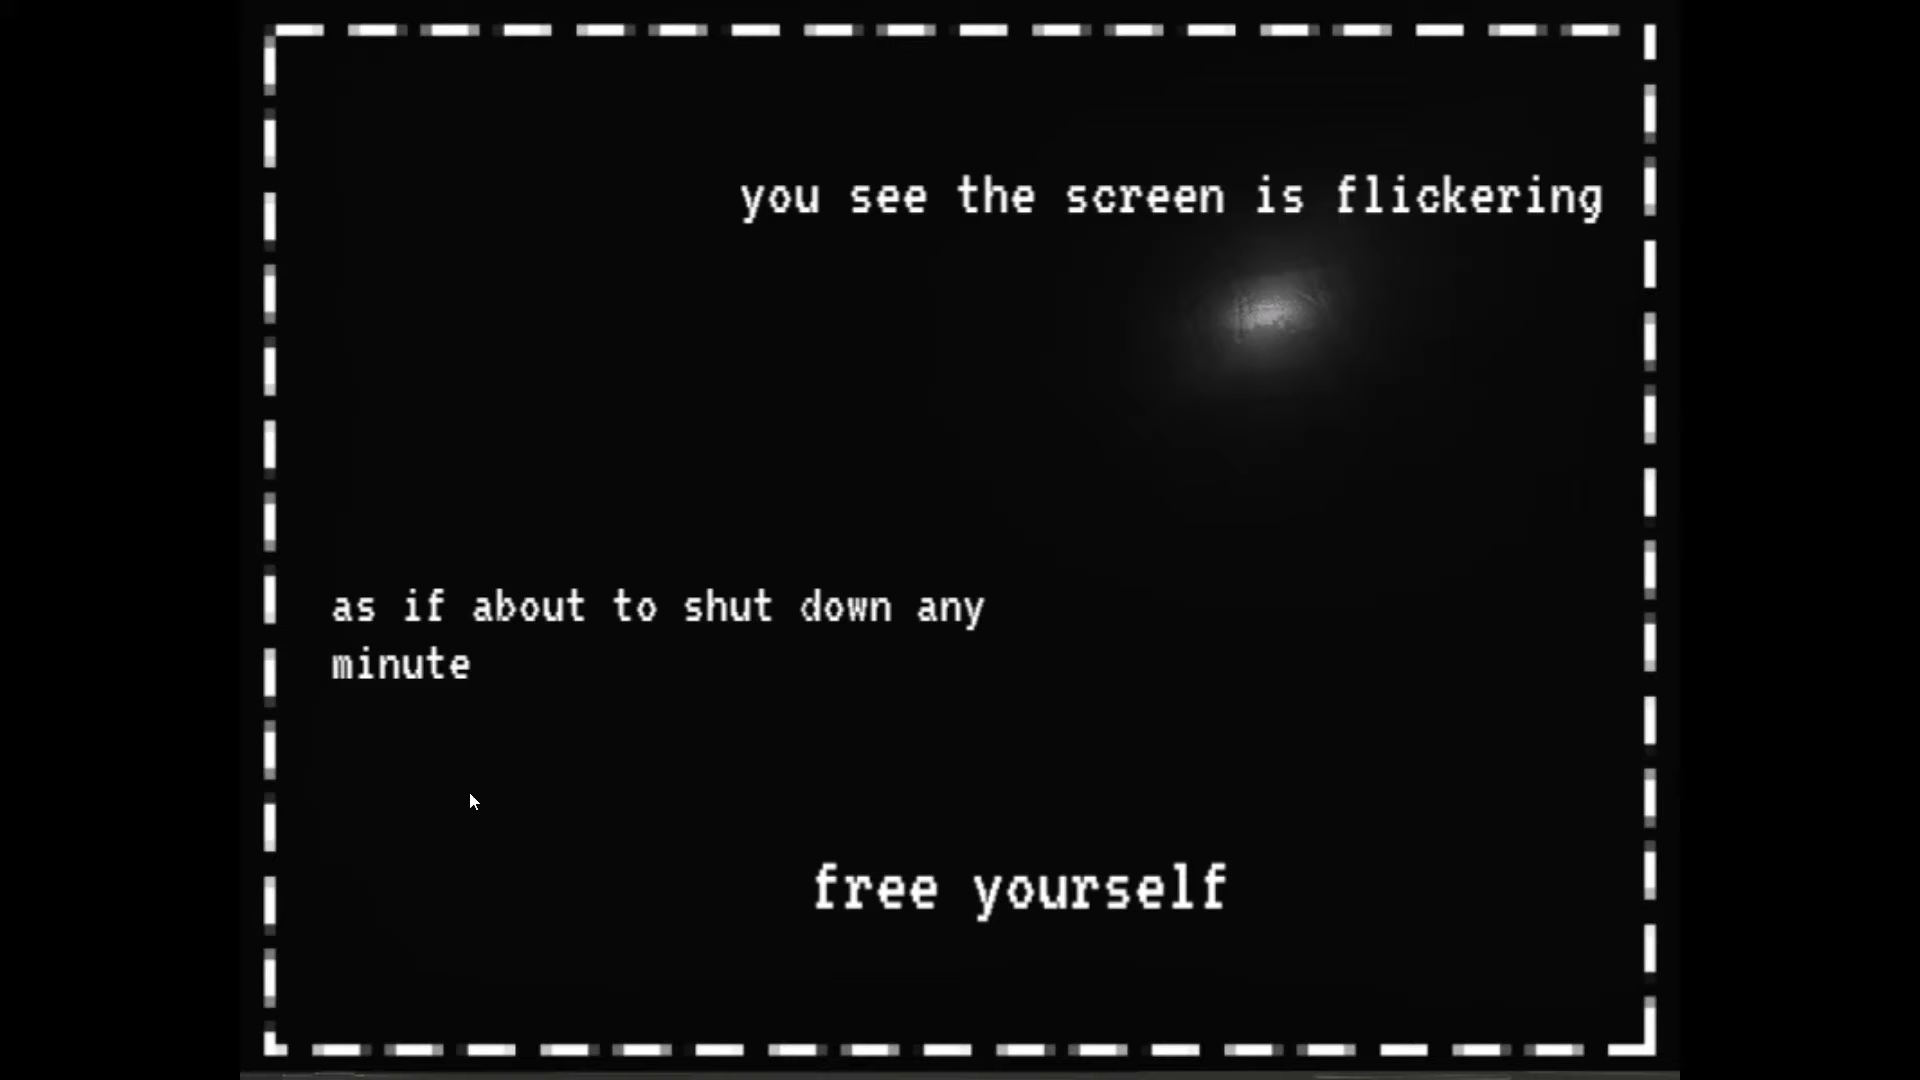 you see the screen is flickering
as if about to shut down any
minute
free yourself